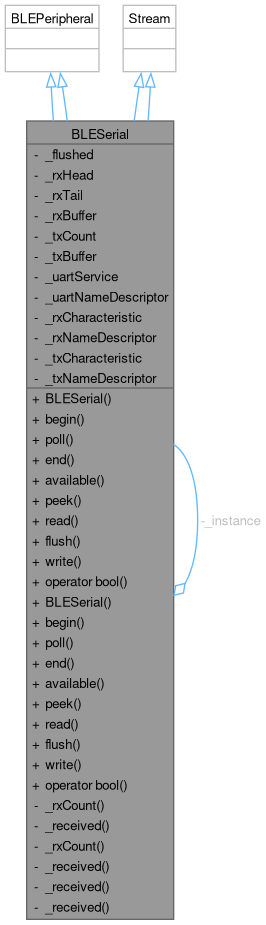 BLEPeripheral
Stream
BLESerial
- _flushed
- _rxHead
- _rxTail
- _rxBuffer
- _txCount
- _txBuffer
- _uartService
- _uartNameDescriptor
- _rxCharacteristic
- _rxNameDescriptor
- _txCharacteristic
- _txNameDescriptor
+ BLESerial()
+ begin()
+ poll()
+ end()
+ available()
+ peek()
+ read()
+ flush()
+ write()
+ operator bool()
+ BLESerial()
+ begin()
+ poll()
+ end()
+ available()
+ peek()
+ read()
+ flush()
+ write()
+ operator bool()
- _rxCount()
- _received()
- _rxCount()
- _received()
- _received()
- _received()
-_instance